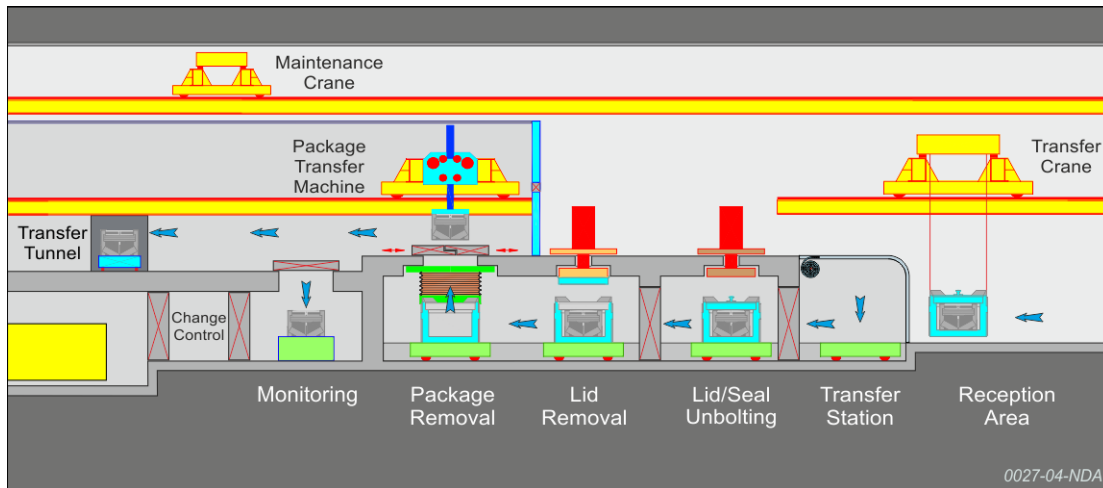 Maintenance
Crane
Package
Transfer
Machine
Transfer
Crane
Transfer
Tunnel
Change
Control
Monitoring
Package
Removal
Lid
Removal
Lid/Seal
Unbolting
Transfer
Station
Reception
Area
0027-04-NDA